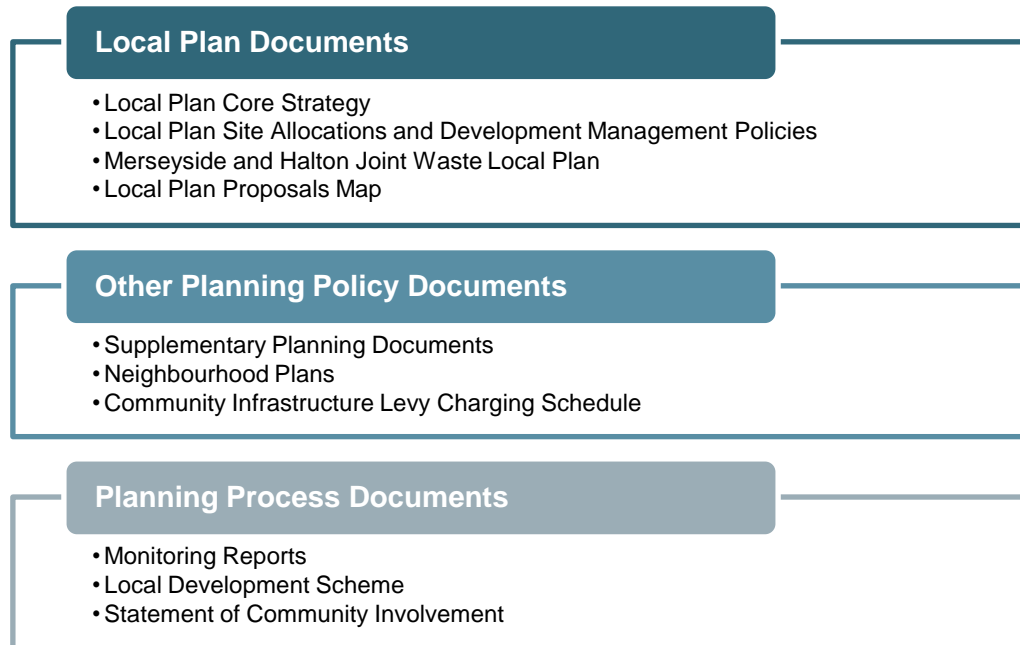 Local Plan Documents
•Local Plan Core Strategy
•Local Plan Site Allocations and Development Management Policies
•Merseyside and Halton Joint Waste Local Plan
•Local Plan Proposals Map
Other Planning Policy Documents
•Supplementary Planning Documents
•Neighbourhood Plans
•Community Infrastructure Levy Charging Schedule
Planning Process Documents
•Monitoring Reports
•Local Development Scheme
•Statement of Community Involvement